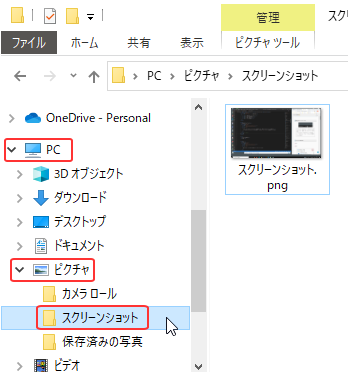 管理
スク
ファイル
ホーム
共有
表示
ピクチャ ツール
PC
ピクチャ
スクリーンショット
OneDrive - Personal
PC
3D オブジェクト
ダウンロード
デスクトップ
ドキュメント
ピクチャ
カメラ ロール
スクリーンショット
保存済みの写真
ビデオ
スクリーンショット.
png